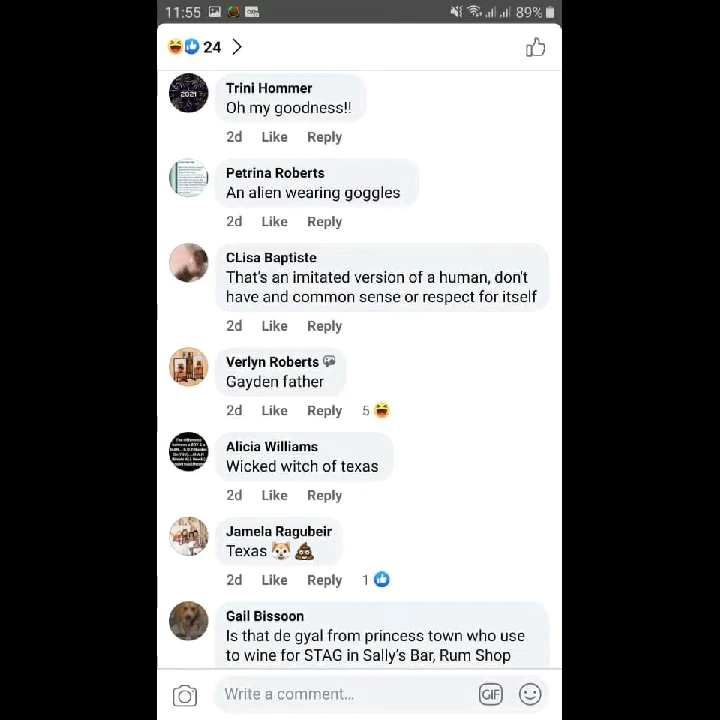 11:55
89%
24
Trini Hommer
Oh my goodness!!
2d Like Reply
Petrina Roberts
An alien wearing goggles
2d Like Reply
CLisa Baptiste
That's an imitated version of a human, don't
have and common sense or respect for itself
2d Like Reply
Verlyn Roberts
Gayden father
2d Like Reply 5
Alicia Williams
Wicked witch of texas
2d Like Reply
Jamela Ragubeir
Texas 🐱 💩
2d Like Reply 1
Gail Bissoon
Is that de gyal from princess town who use
to wine for STAG in Sally's Bar, Rum Shop
Write a comment...
GIF
2021